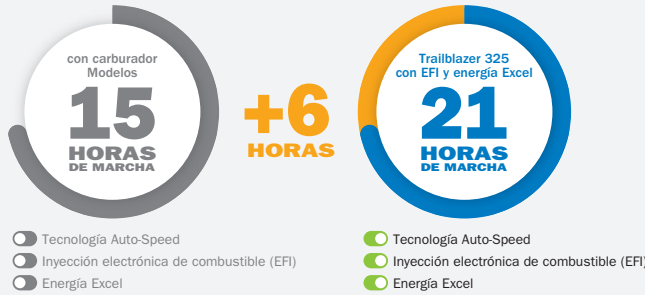 con carburador
Modelos
15
HORAS
DE MARCHA
+6
HORAS
Trailblazer 325
con EFI y energía Excel
21
HORAS
DE MARCHA
Tecnología Auto-Speed
Inyección electrónica de combustible (EFI)
Energía Excel
Tecnología Auto-Speed
Inyección electrónica de combustible (EFI)
Energía Excel